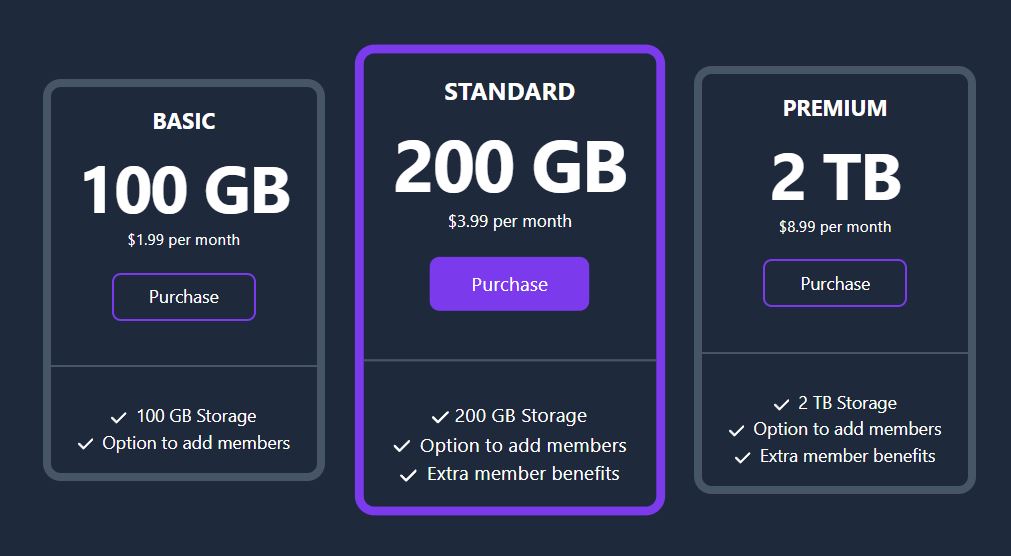 BASIC
100 GB
$1.99 per month
Purchase
100 GB Storage
Option to add members
STANDARD
200 GB
$3.99 per month
Purchase
200 GB Storage
Option to add members
Extra member benefits
PREMIUM
2 TB
$8.99 per month
Purchase
2 TB Storage
Option to add members
Extra member benefits